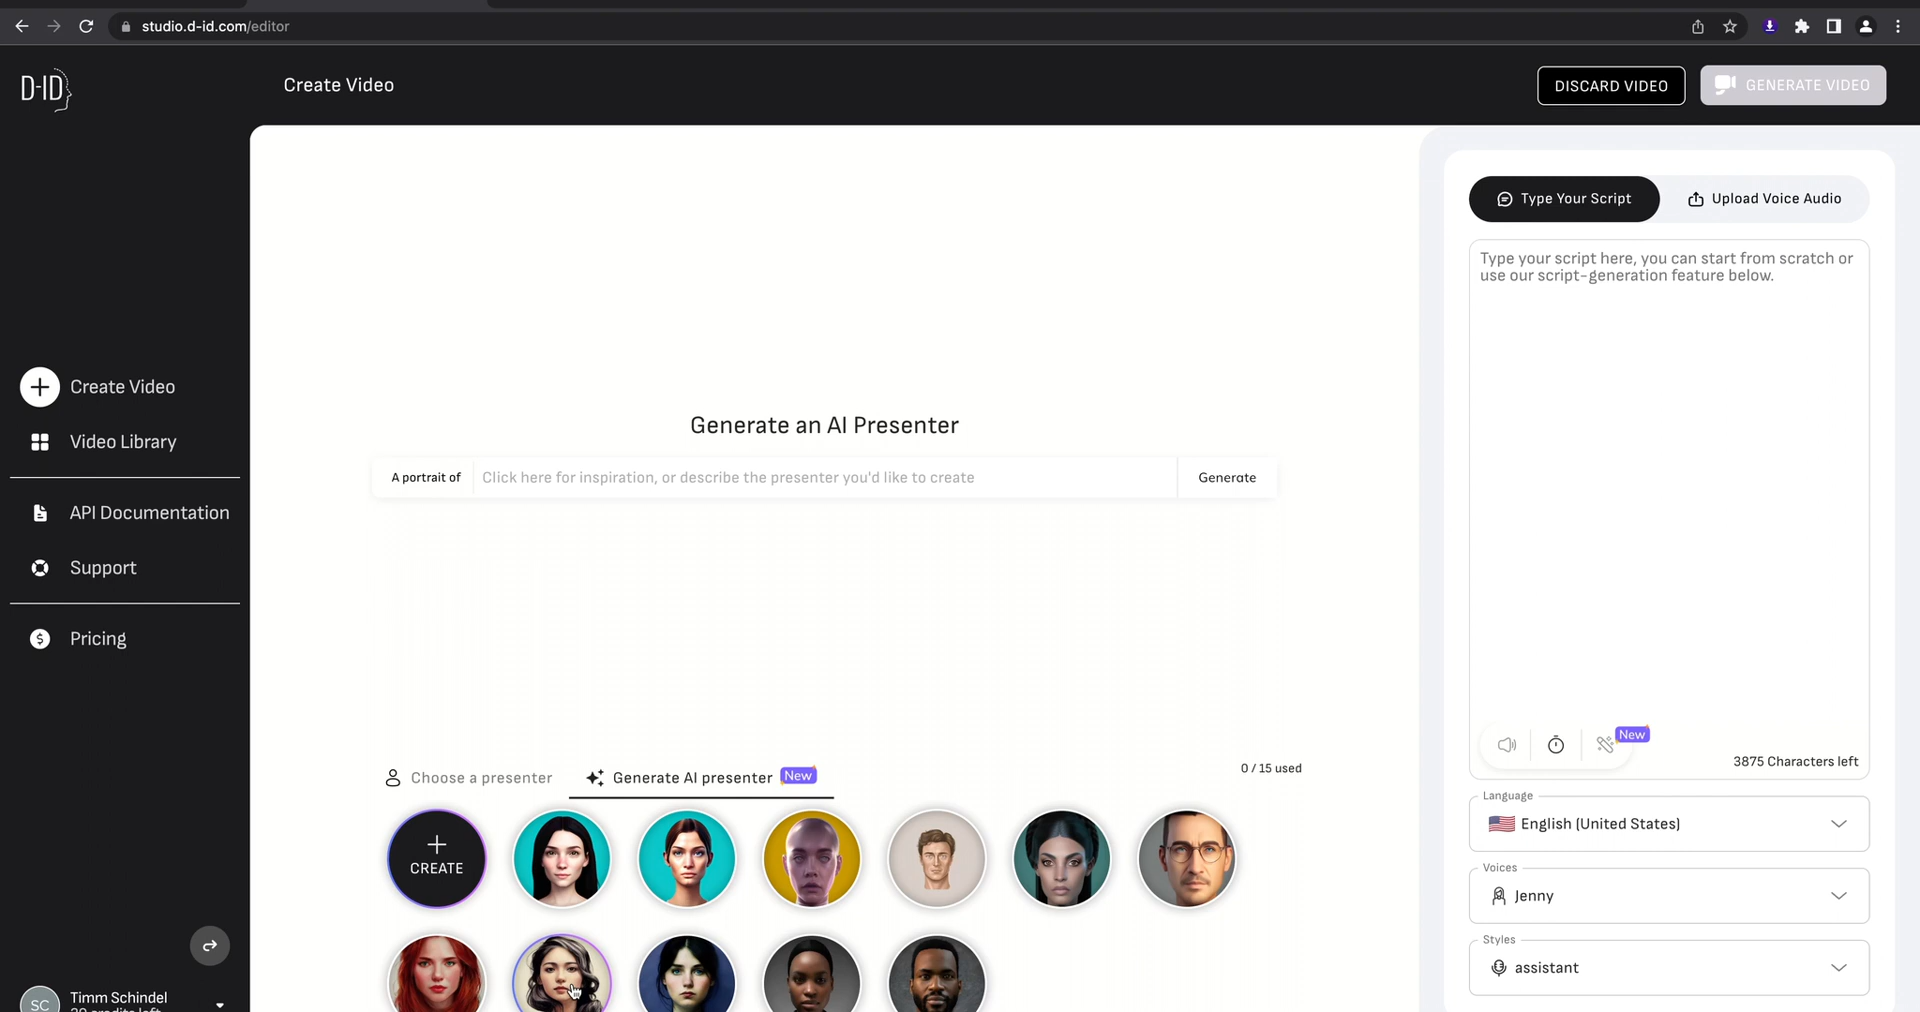 studio.d-id.com/editor
D-ID
Create Video
DISCARD VIDEO
GENERATE VIDEO
Type Your Script
Upload Voice Audio
Type your script here, you can start from scratch or
use our script-generation feature below.
Create Video
Video Library
Generate an AI Presenter
A portrait of
Click here for inspiration, or describe the presenter you'd like to create
Generate
API Documentation
Support
Pricing
New
3875 Characters left
Choose a presenter
Generate AI presenter
New
0 / 15 used
Language
English (United States)
CREATE
Voices
Jenny
Styles
assistant
SC
Timm Schindel
credits left